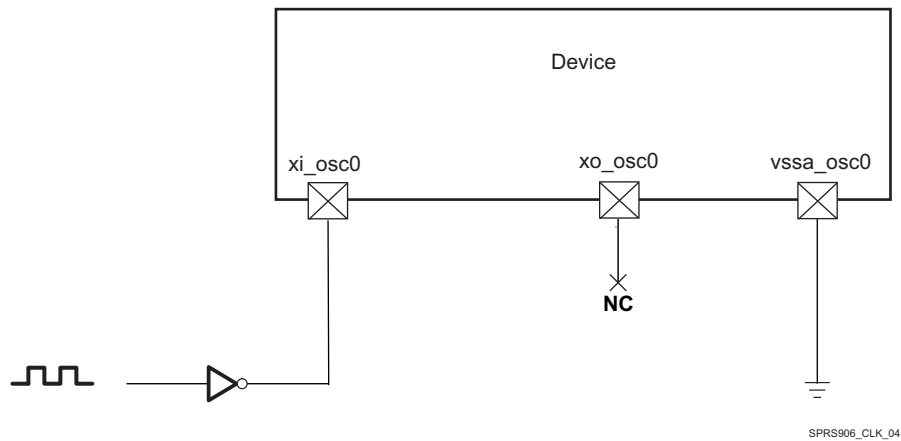 Device
xi_osc0
xo_osc0
vssa_osc0
NC
SPRS906_CLK_04